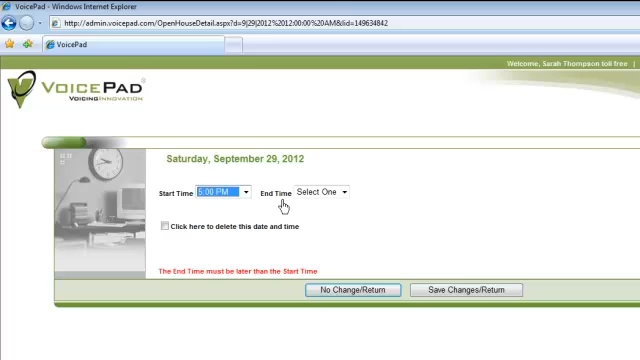 VoicePad - Windows Internet Explorer
http://admin.voicepad.com/OpenHouseDetail.aspx?d=9|29|2012%2012:00:00%20AM&lid=149634842
VoicePad
Welcome, Sarah Thompson toll free |
VOICEPAD
VOICING INNOVATION
Saturday, September 29, 2012
Start Time 5:00 PM End Time Select One
Click here to delete this date and time
The End Time must be later than the Start Time
No Change/Return Save Changes/Return